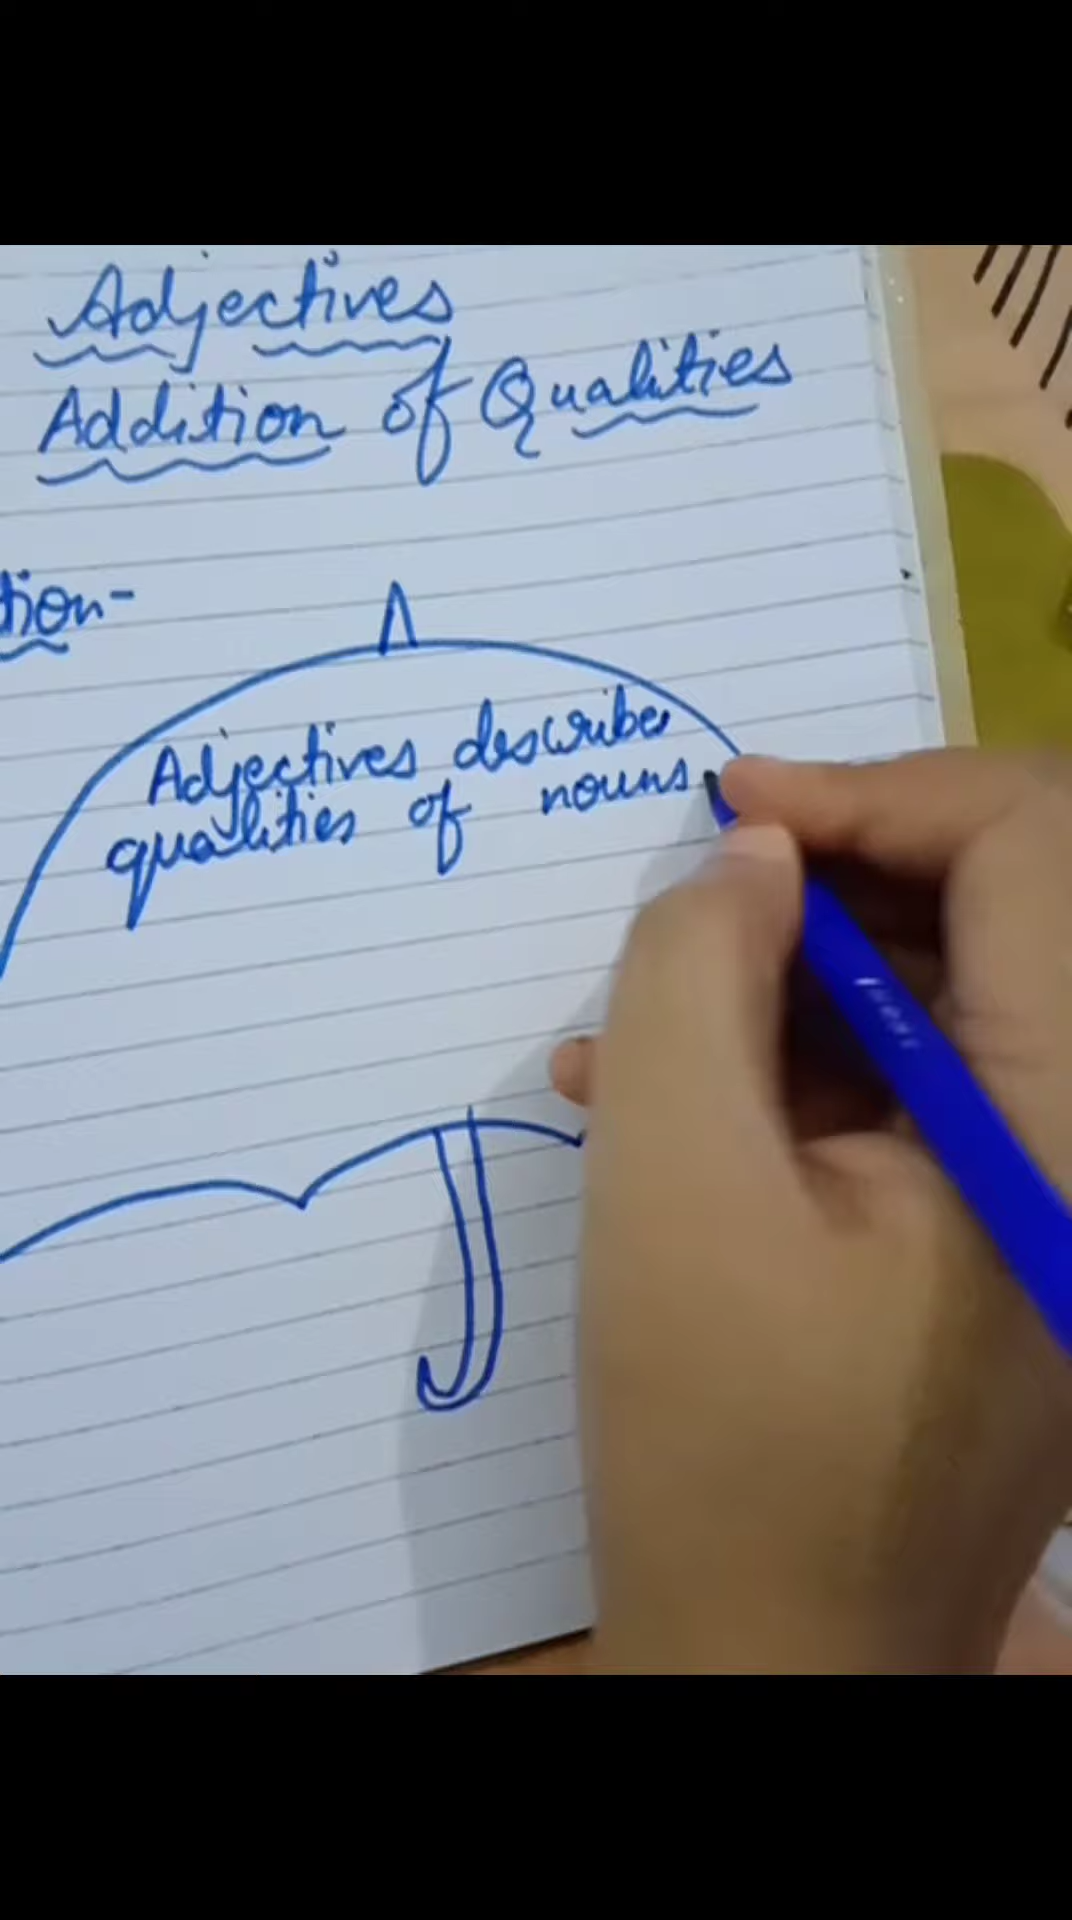 Adjectives
Addition of Qualities
tion-
Adjectives describe
qualities of nouns